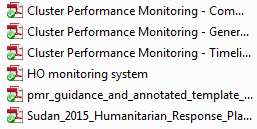 Cluster Performance Monitoring - Com...
Cluster Performance Monitoring - Gener...
Cluster Performance Monitoring - Timeli...
HO monitoring system
pmr_guidance_and_annotated_template_...
Sudan_2015_Humanitarian_Response_Pla...